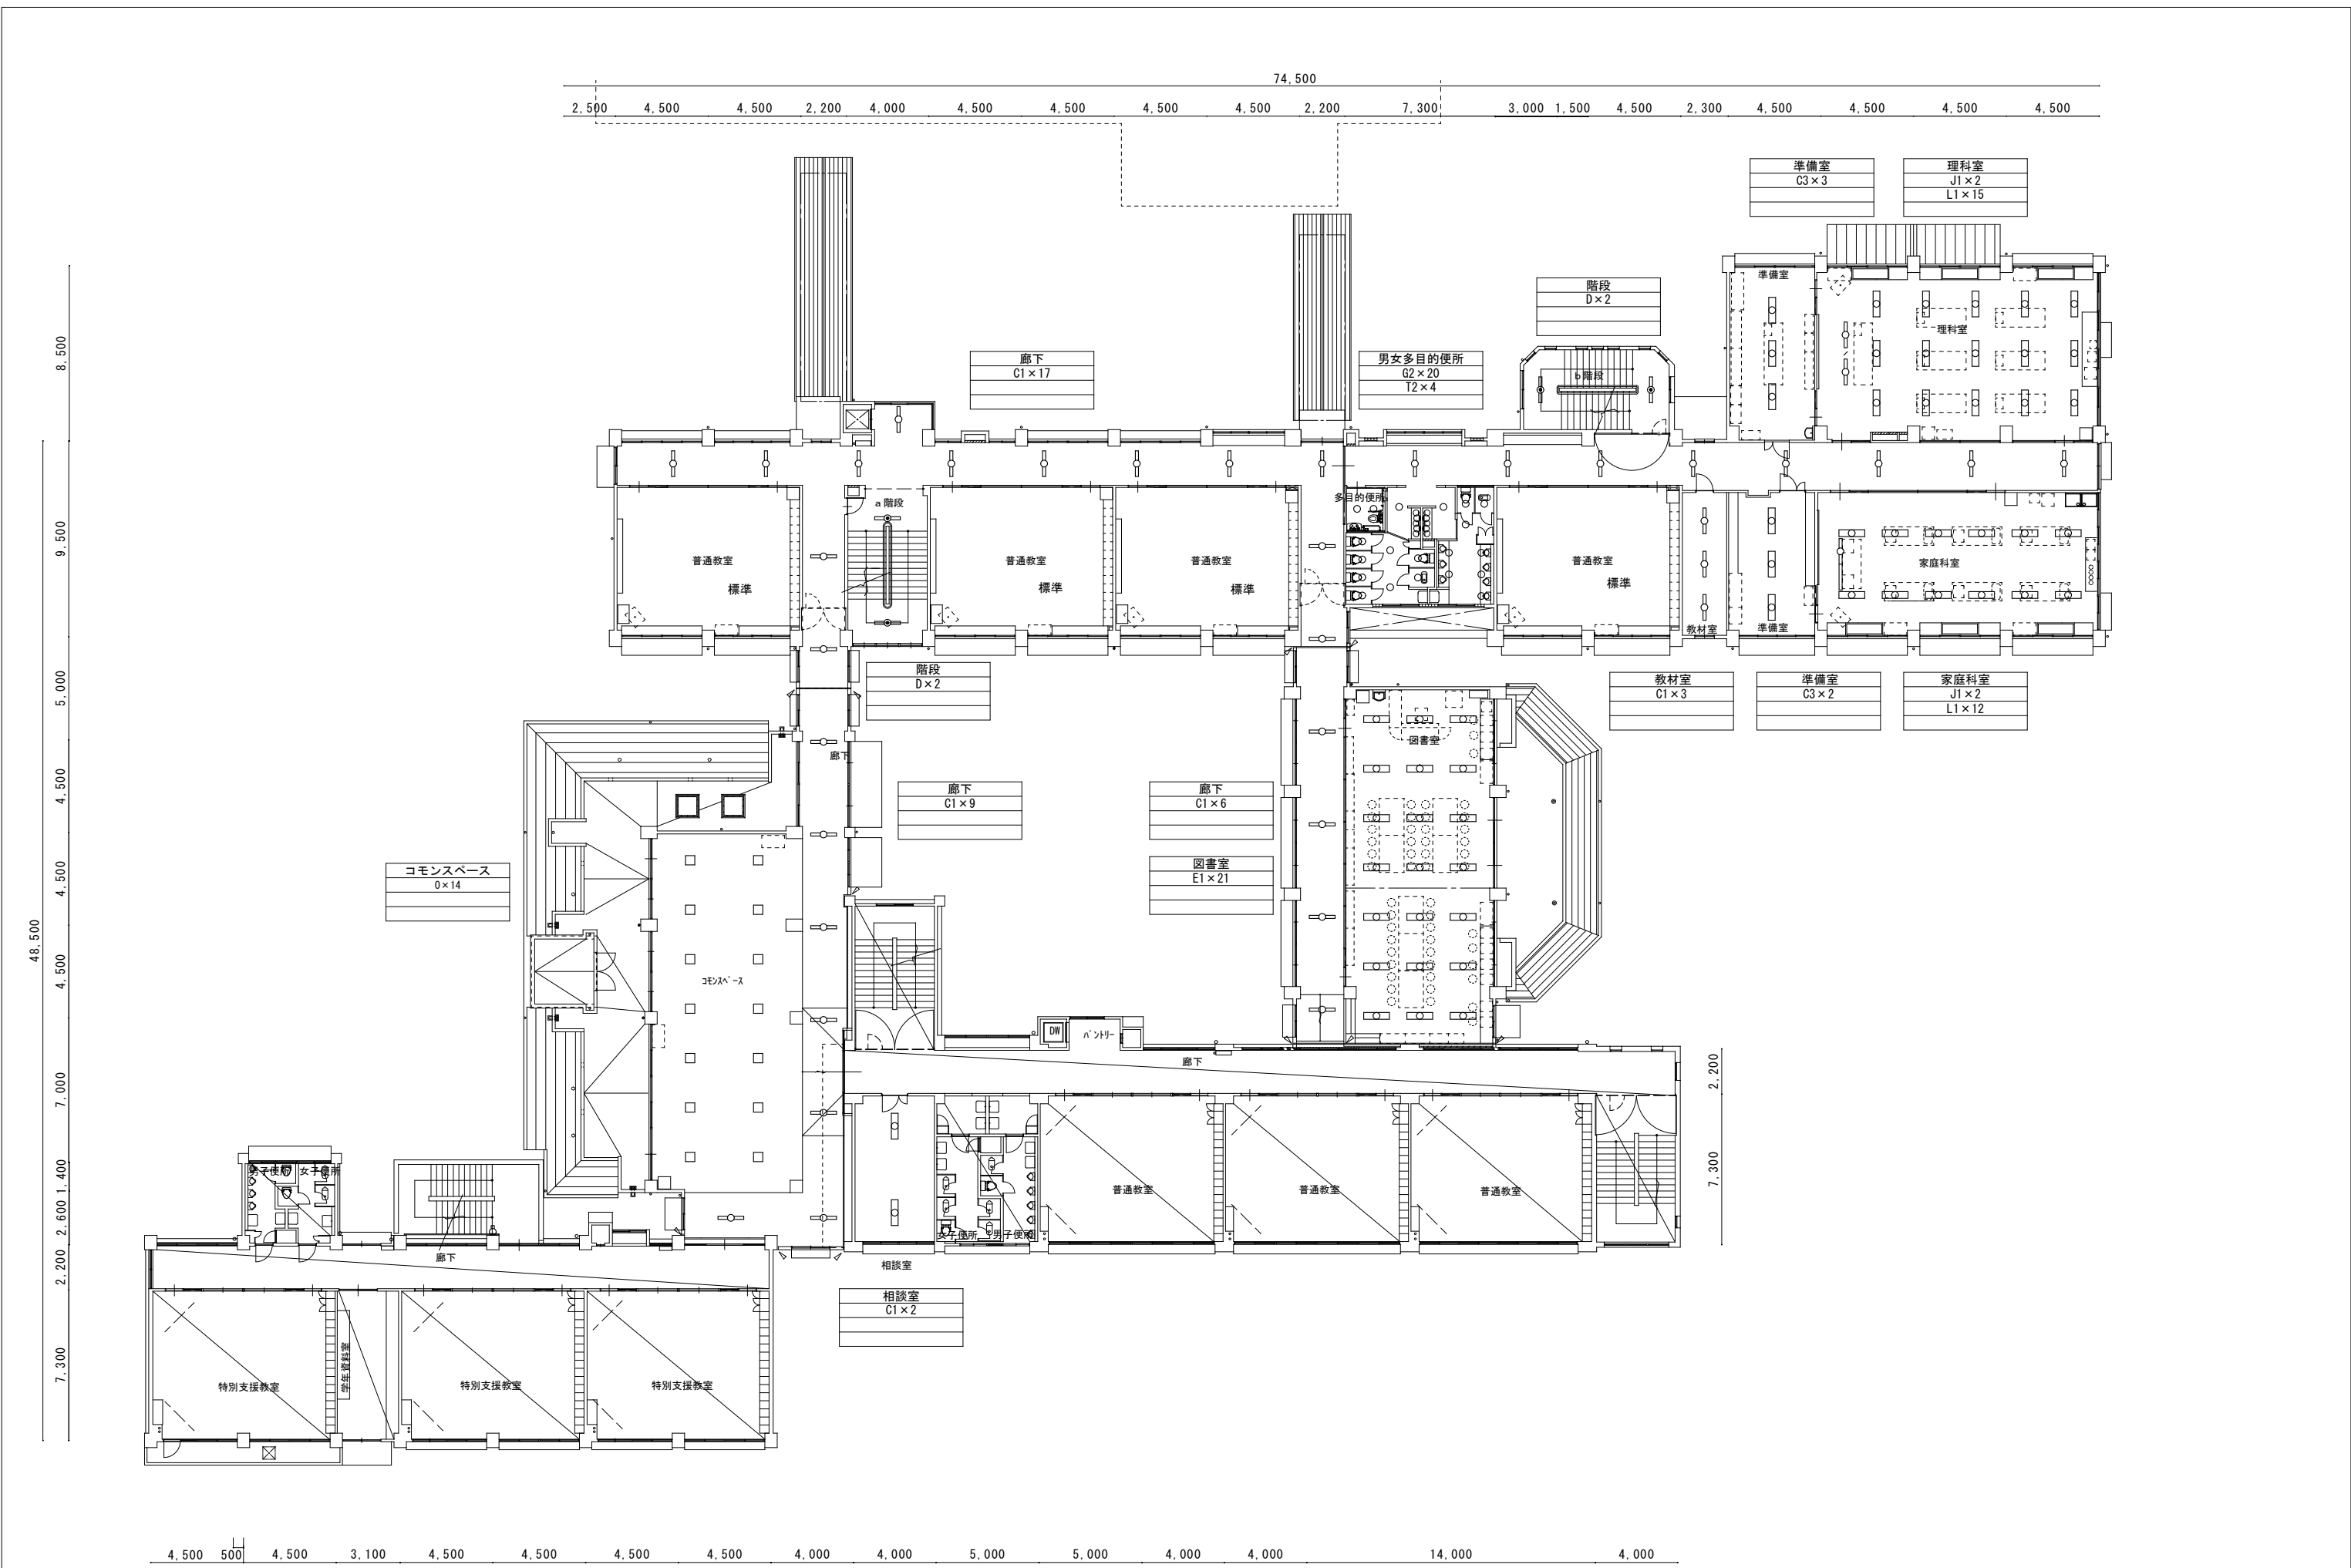 74,500
2,500 4,500 4,500 2,200 4,000 4,500 4,500 4,500 4,500 2,200 7,300 3,000 1,500 4,500 2,300 4,500 4,500 4,500 4,500
準備室
C3×3
理科室
J1×2
L1×15
準備室
理科室
階段
D×2
b階段
廊下
C1×17
男女多目的便所
G2×20
T2×4
8,500
9,500
5,000
4,500
4,500
4,500
7,000
2,600 1,400
2,200
7,300
48,500
a階段
多目的便所
普通教室
標準
普通教室
標準
普通教室
標準
普通教室
標準
家庭科室
教材室
準備室
階段
D×2
教材室
C1×3
準備室
C3×2
家庭科室
J1×2
L1×12
廊下
図書室
廊下
C1×9
廊下
C1×6
図書室
E1×21
コモンスペース
O×14
コモンスペース
DW
パントリー
廊下
2,200
7,300
男子便所
女子便所
普通教室
普通教室
普通教室
女子便所
男子便所
廊下
相談室
相談室
C1×2
特別支援教室
学年資料室
特別支援教室
特別支援教室
4,500 500 4,500 3,100 4,500 4,500 4,500 4,500 4,000 4,000 5,000 5,000 4,000 4,000 14,000 4,000